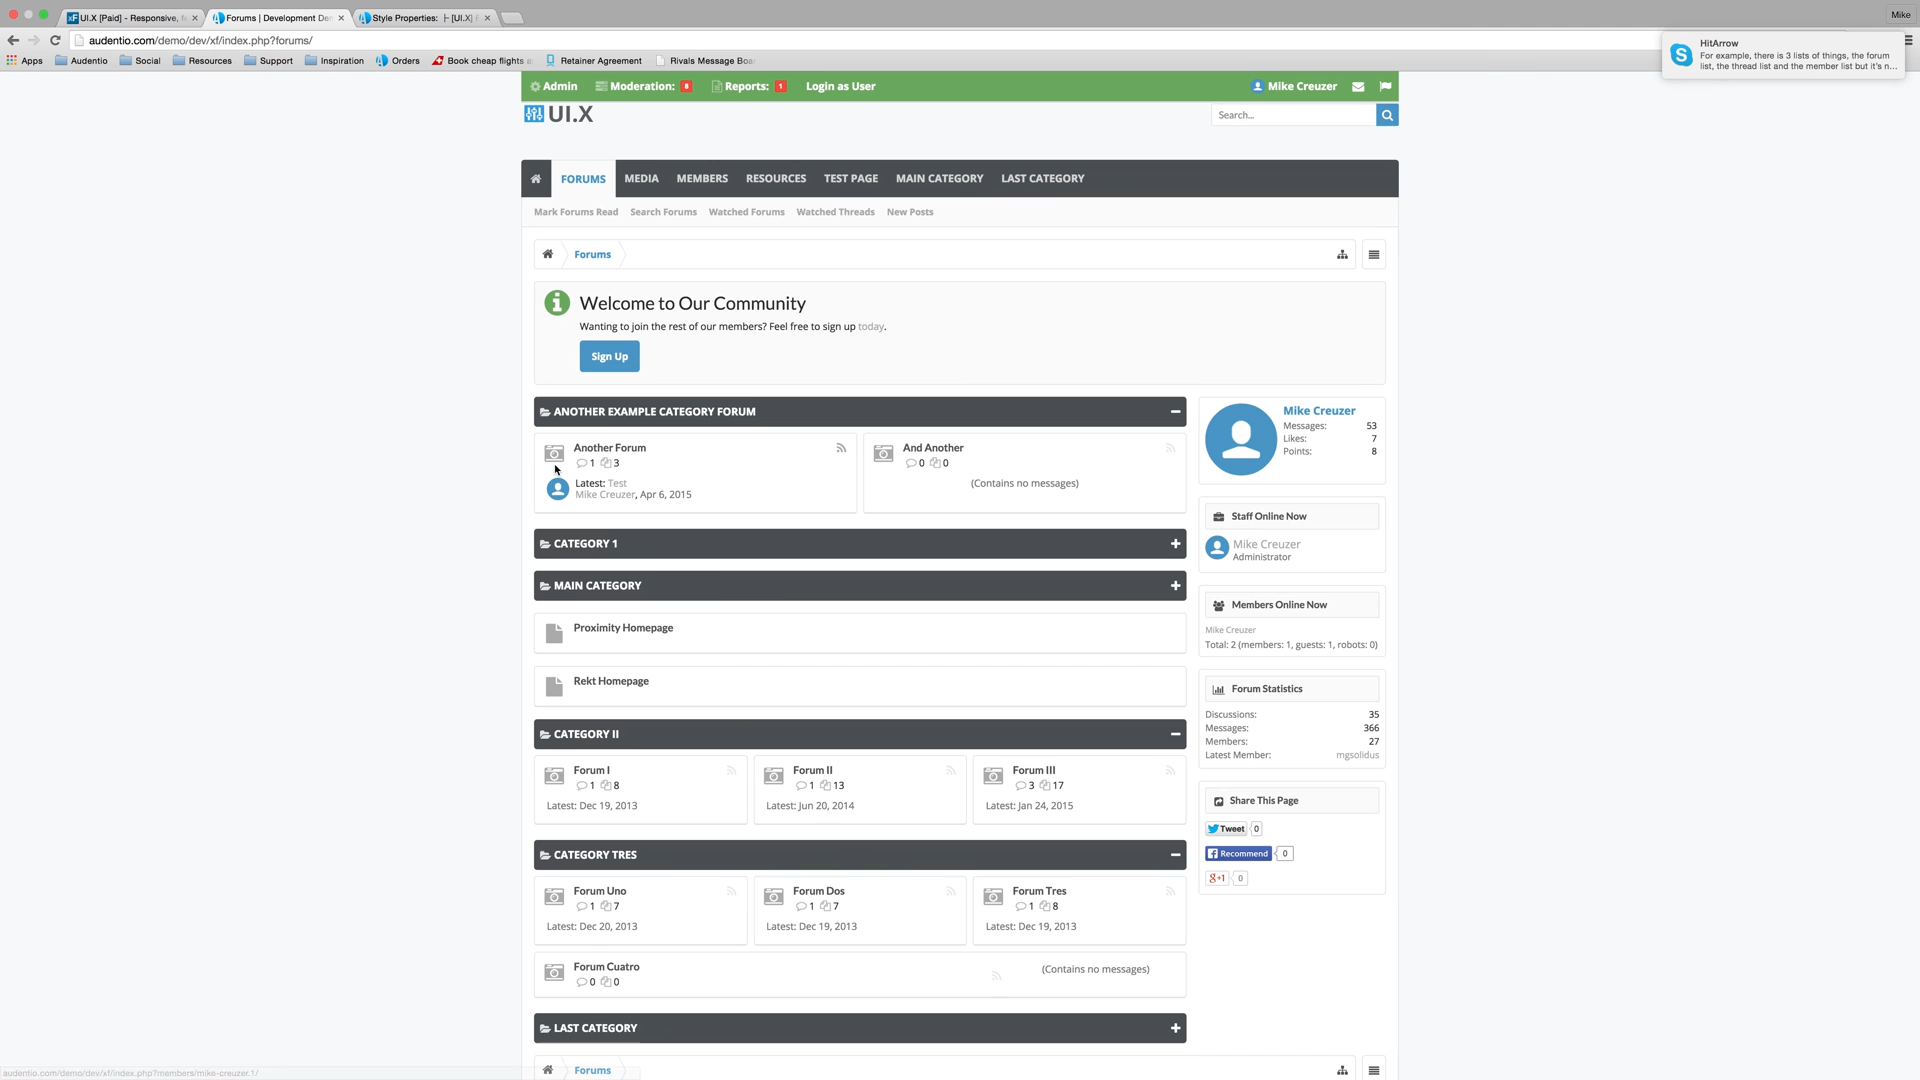 UI.X [Paid] - Responsive, f
Forums | Development De
Style Properties: ├ [UI.X]
Mike
audentio.com/demo/dev/xf/index.php?forums/
Apps Audentio Social Resources Support Inspiration Orders Book cheap flights Retainer Agreement Rivals Message Boa
HitArrow
For example, there is 3 lists of things, the forum
list, the thread list and the member list but it's n...
Admin Moderation: 8 Reports: 1 Login as User Mike Creuzer
UI.X
Search...
FORUMS MEDIA MEMBERS RESOURCES TEST PAGE MAIN CATEGORY LAST CATEGORY
Mark Forums Read Search Forums Watched Forums Watched Threads New Posts
Forums
Welcome to Our Community
Wanting to join the rest of our members? Feel free to sign up today.
Sign Up
ANOTHER EXAMPLE CATEGORY FORUM
Another Forum
1 3
Latest: Test
Mike Creuzer, Apr 6, 2015
And Another
0 0
(Contains no messages)
CATEGORY 1
MAIN CATEGORY
Proximity Homepage
Rekt Homepage
CATEGORY II
Forum I
1 8
Latest: Dec 19, 2013
Forum II
1 13
Latest: Jun 20, 2014
Forum III
3 17
Latest: Jan 24, 2015
CATEGORY TRES
Forum Uno
1 7
Latest: Dec 20, 2013
Forum Dos
1 7
Latest: Dec 19, 2013
Forum Tres
1 8
Latest: Dec 19, 2013
Forum Cuatro
0 0
(Contains no messages)
LAST CATEGORY
Forums
Mike Creuzer
Messages: 53
Likes: 7
Points: 8
Staff Online Now
Mike Creuzer
Administrator
Members Online Now
Mike Creuzer
Total: 2 (members: 1, guests: 1, robots: 0)
Forum Statistics
Discussions: 35
Messages: 366
Members: 27
Latest Member: mgsolidus
Share This Page
Tweet 0
Recommend 0
g+1 0
audentio.com/demo/dev/xf/index.php?members/mike-creuzer.1/